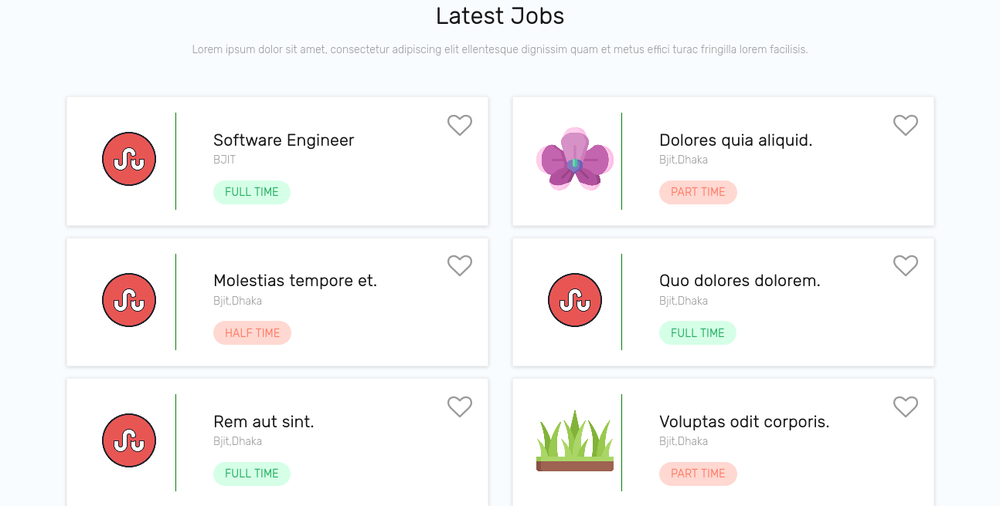 Latest Jobs
Lorem ipsum dolor sit amet, consectetur adipiscing elit ellentesque dignissim quam et metus effici turac fringilla lorem facilisis.
Software Engineer
BJIT
FULL TIME
Dolores quia aliquid.
Bjit,Dhaka
PART TIME
Molestias tempore et.
Bjit,Dhaka
HALF TIME
Quo dolores dolorem.
Bjit,Dhaka
FULL TIME
Rem aut sint.
Bjit,Dhaka
FULL TIME
Voluptas odit corporis.
Bjit,Dhaka
PART TIME